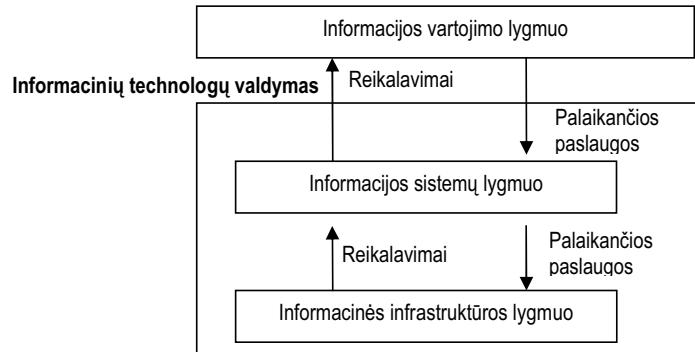 Informacijos vartojimo lygmuo
Informacinių technologų valdymas
Reikalavimai
Palaikančios
paslaugos
Informacijos sistemų lygmuo
Reikalavimai
Palaikančios
paslaugos
Informacinės infrastruktūros lygmuo